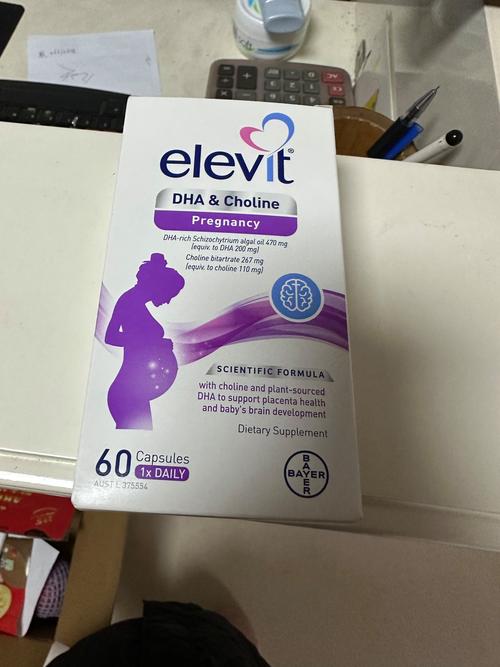 elevit®
DHA & Choline
Pregnancy
DHA-rich Schizochytrium algal oil 470 mg
(equiv. to DHA 200 mg)
Choline bitartrate 267 mg
(equiv. to choline 110 mg)
SCIENTIFIC FORMULA
with choline and plant-sourced
DHA to support placenta health
and baby's brain development
Dietary Supplement
60 Capsules
1x DAILY
AUST L 375554
BAYER
BAYER